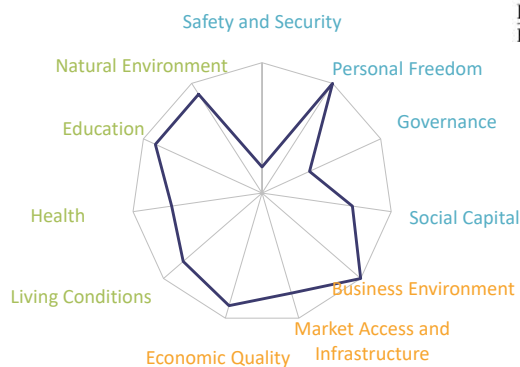 Safety and Security
Natural Environment
Personal Freedom
Education
Governance
Health
Social Capital
Living Conditions
Business Environment
Market Access and
Infrastructure
Economic Quality